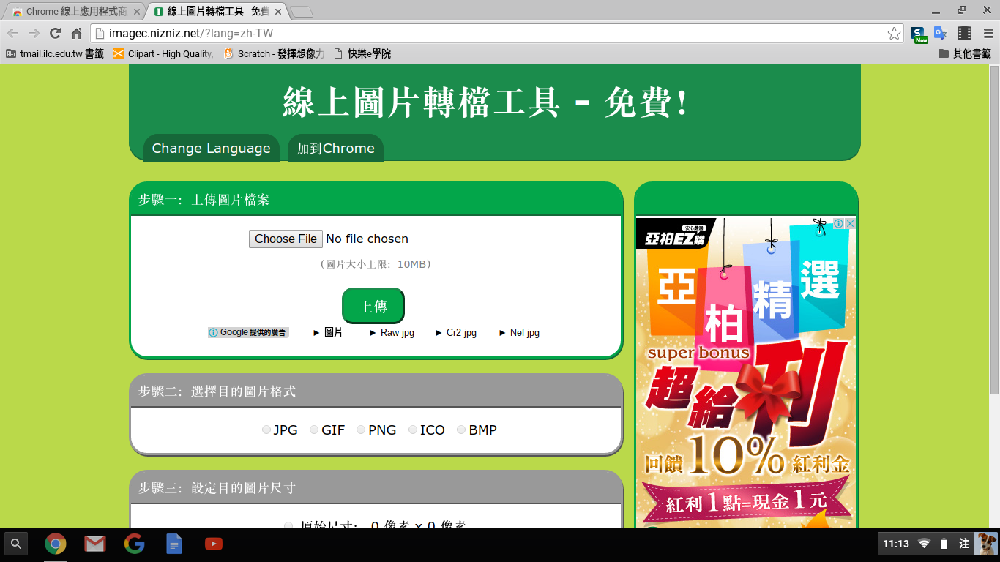 Chrome 線上應用程式商
線上圖片轉檔工具 - 免費
imagec.nizniz.net/?lang=zh-TW
New
tmail.ilc.edu.tw 書籤
Clipart - High Quality,
Scratch - 發揮想像力
快樂e學院
其他書籤
線上圖片轉檔工具 - 免費!
Change Language
加到Chrome
步驟一: 上傳圖片檔案
Choose File No file chosen
(圖片大小上限: 10MB)
上傳
Google 提供的廣告
► 圖片
► Raw jpg
► Cr2 jpg
► Nef jpg
步驟二: 選擇目的圖片格式
JPG GIF PNG ICO BMP
步驟三: 設定目的圖片尺寸
原始尺寸: 0 像素 x 0 像素
安心嚴選
亞柏EZ購
亞柏精選
super bonus
超給利
回饋10%紅利金
紅利1點=現金1元
11:13
注